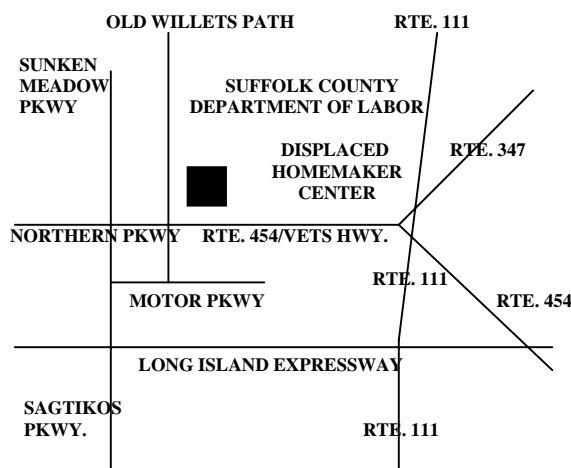 OLD WILLETS PATH
RTE. 111
SUNKEN
MEADOW
PKWY
SUFFOLK COUNTY
DEPARTMENT OF LABOR
DISPLACED
HOMEMAKER
CENTER
RTE. 347
NORTHERN PKWY
RTE. 454/VETS HWY.
RTE. 111
MOTOR PKWY
RTE. 454
LONG ISLAND EXPRESSWAY
SAGTIKOS
PKWY.
RTE. 111